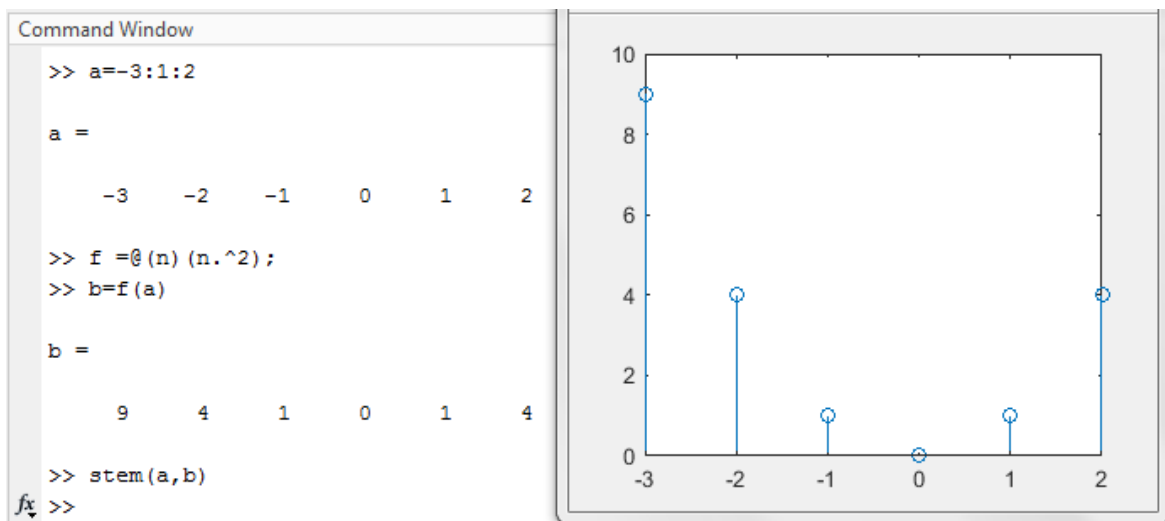 Command Window
>> a=-3:1:2
a =
-3 -2 -1 0 1 2
>> f =@(n)(n.^2);
>> b=f(a)
b =
9 4 1 0 1 4
>> stem(a,b)
fx >>
10
8
6
4
2
0
-3 -2 -1 0 1 2